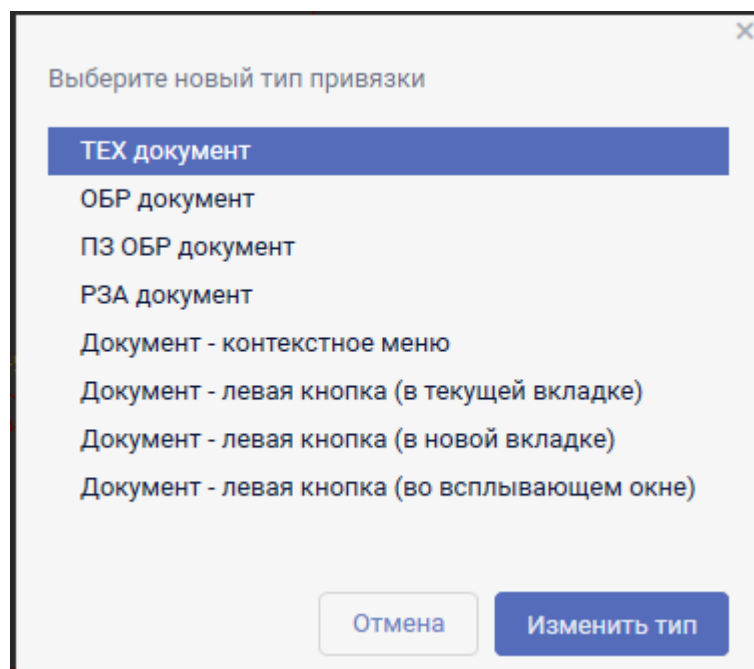 Выберите новый тип привязки
ТЕХ документ
ОБР документ
ПЗ ОБР документ
РЗА документ
Документ - контекстное меню
Документ - левая кнопка (в текущей вкладке)
Документ - левая кнопка (в новой вкладке)
Документ - левая кнопка (во всплывающем окне)
Отмена
Изменить тип